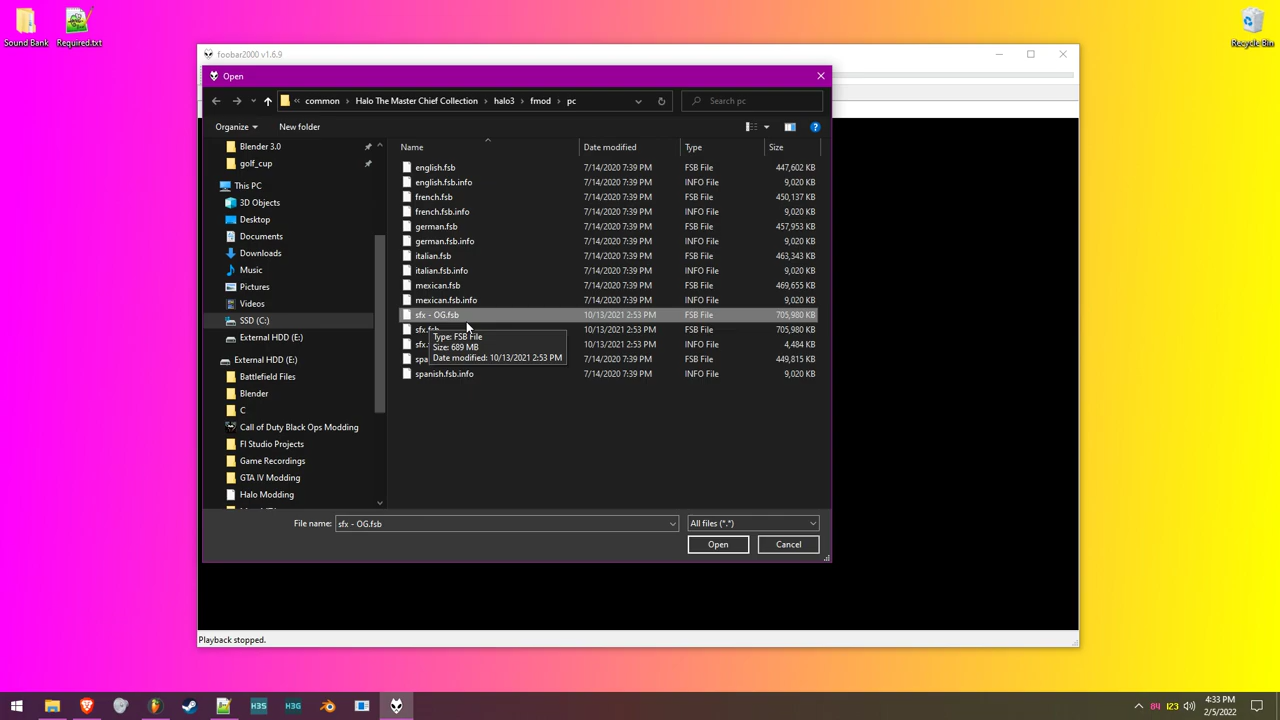 Sound Bank
Required.txt
Recycle Bin
foobar2000 v1.6.9
Open
« common > Halo The Master Chief Collection > halo3 > fmod > pc
Search pc
Organize
New folder
Name
Date modified
Type
Size
Blender 3.0
golf_cup
This PC
3D Objects
Desktop
Documents
Downloads
Music
Pictures
Videos
SSD (C:)
External HDD (E:)
External HDD (E:)
Battlefield Files
Blender
C
Call of Duty Black Ops Modding
Fl Studio Projects
Game Recordings
GTA IV Modding
Halo Modding
english.fsb 7/14/2020 7:39 PM FSB File 447,602 KB
english.fsb.info 7/14/2020 7:39 PM INFO File 9,020 KB
french.fsb 7/14/2020 7:39 PM FSB File 450,137 KB
french.fsb.info 7/14/2020 7:39 PM INFO File 9,020 KB
german.fsb 7/14/2020 7:39 PM FSB File 457,953 KB
german.fsb.info 7/14/2020 7:39 PM INFO File 9,020 KB
italian.fsb 7/14/2020 7:39 PM FSB File 463,343 KB
italian.fsb.info 7/14/2020 7:39 PM INFO File 9,020 KB
mexican.fsb 7/14/2020 7:39 PM FSB File 469,655 KB
mexican.fsb.info 7/14/2020 7:39 PM INFO File 9,020 KB
sfx - OG.fsb 10/13/2021 2:53 PM FSB File 705,980 KB
sfx.fsb 10/13/2021 2:53 PM FSB File 705,980 KB
sfx. 10/13/2021 2:53 PM INFO File 4,484 KB
spa 7/14/2020 7:39 PM FSB File 449,815 KB
spanish.fsb.info 7/14/2020 7:39 PM INFO File 9,020 KB
Type: FSB File
Size: 689 MB
Date modified: 10/13/2021 2:53 PM
File name: sfx - OG.fsb
All files (*.*)
Open
Cancel
Playback stopped.
H3S
H3G
84
123
4:33 PM
2/5/2022